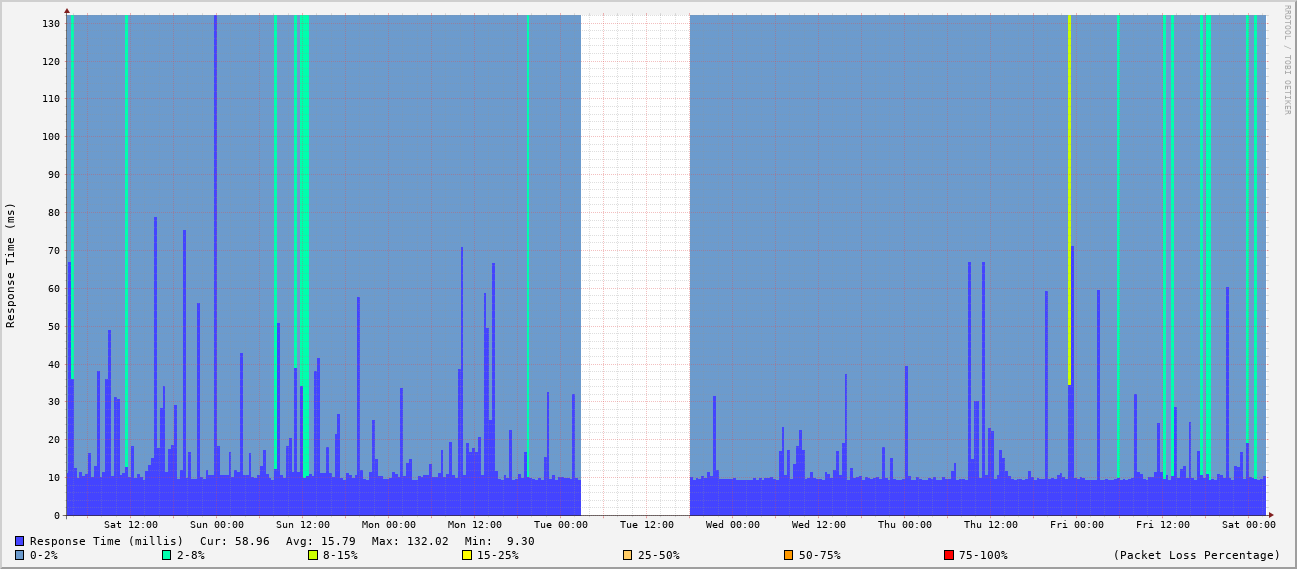 RRDTOOL / TOBI OETIKER
Response Time (ms)
130
120
110
100
90
80
70
60
50
40
30
20
10
0
Sat 12:00 Sun 00:00 Sun 12:00 Mon 00:00 Mon 12:00 Tue 00:00 Tue 12:00 Wed 00:00 Wed 12:00 Thu 00:00 Thu 12:00 Fri 00:00 Fri 12:00 Sat 00:00
Response Time (millis) Cur: 58.96 Avg: 15.79 Max: 132.02 Min: 9.30
0-2% 2-8% 8-15% 15-25% 25-50% 50-75% 75-100% (Packet Loss Percentage)